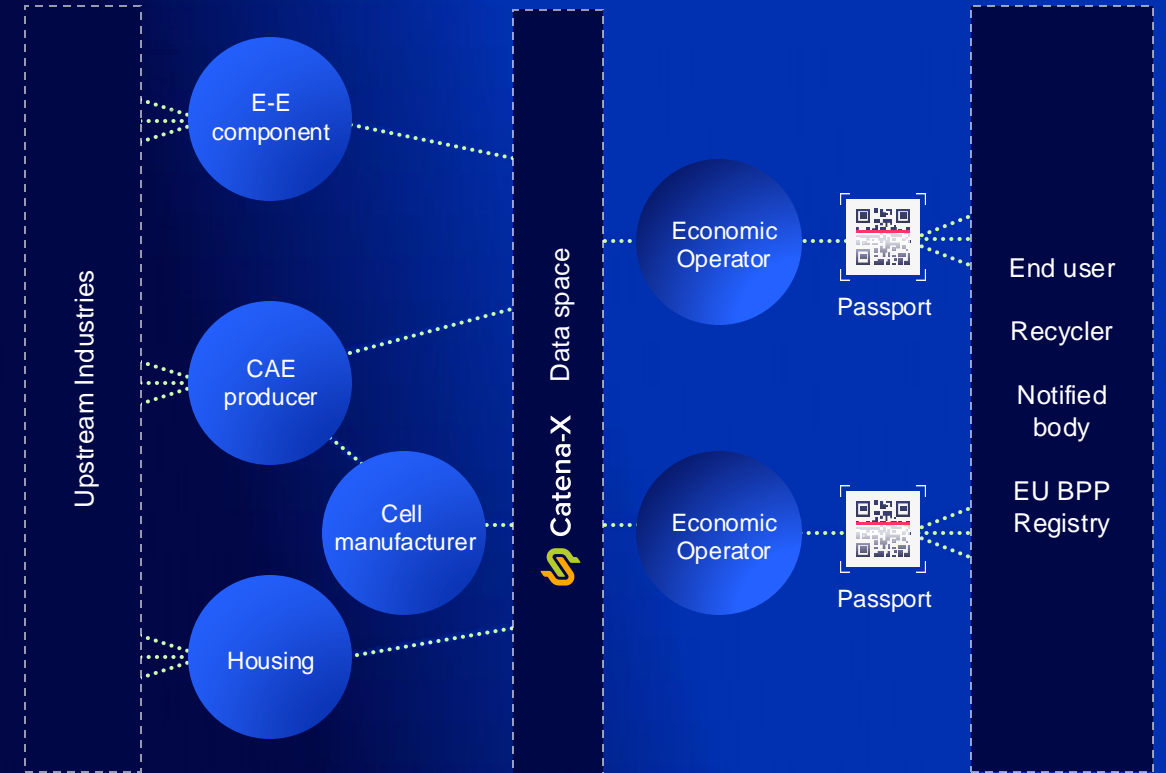 Upstream Industries
E-E
component
CAE
producer
Cell
manufacturer
Housing
Catena-X
Data space
Economic
Operator
Passport
Economic
Operator
Passport
End user
Recycler
Notified
body
EU BPP
Registry